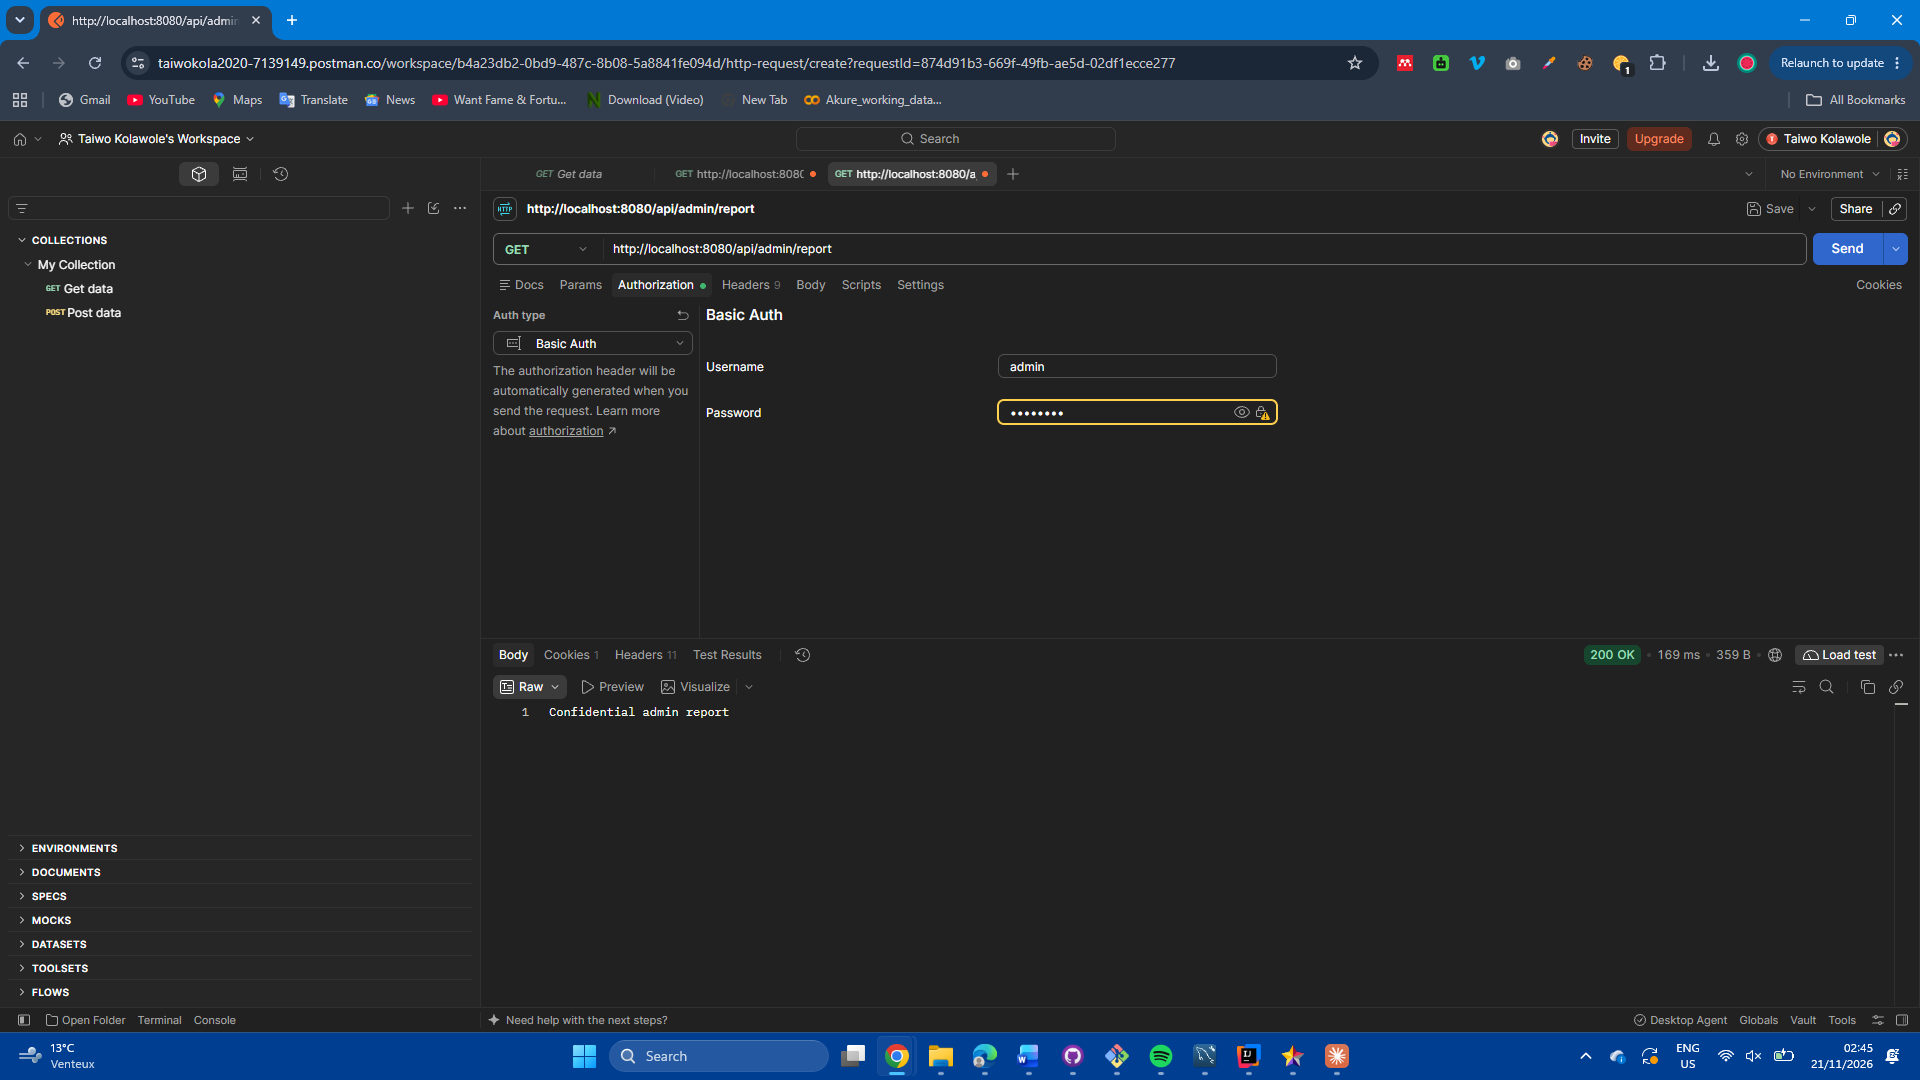 http://localhost:8080/api/admin
taiwokola2020-7139149.postman.co/workspace/b4a23db2-0bd9-487c-8b08-5a8841fe094d/http-request/create?requestId=874d91b3-669f-49fb-ae5d-02df1ecce277
1
Relaunch to update
Gmail
YouTube
Maps
Translate
News
Want Fame & Fortu...
Download (Video)
New Tab
Akure_working_data...
All Bookmarks
Taiwo Kolawole's Workspace
Search
Invite
Upgrade
T
Taiwo Kolawole
GET Get data
GET http://localhost:8080
GET http://localhost:8080/a
No Environment
HTTP http://localhost:8080/api/admin/report
Save
Share
COLLECTIONS
My Collection
GET Get data
POST Post data
GET
http://localhost:8080/api/admin/report
Send
Docs
Params
Authorization
Headers 9
Body
Scripts
Settings
Cookies
Auth type
Basic Auth
The authorization header will be
automatically generated when you
send the request. Learn more
about authorization ↗
Basic Auth
Username
admin
Password
••••••••
Body
Cookies 1
Headers 11
Test Results
200 OK • 169 ms • 359 B
Load test
Raw
Preview
Visualize
1 Confidential admin report
ENVIRONMENTS
DOCUMENTS
SPECS
MOCKS
DATASETS
TOOLSETS
FLOWS
Open Folder
Terminal
Console
Need help with the next steps?
Desktop Agent
Globals
Vault
Tools
13°C
Venteux
Search
ENG
US
02:45
21/11/2026